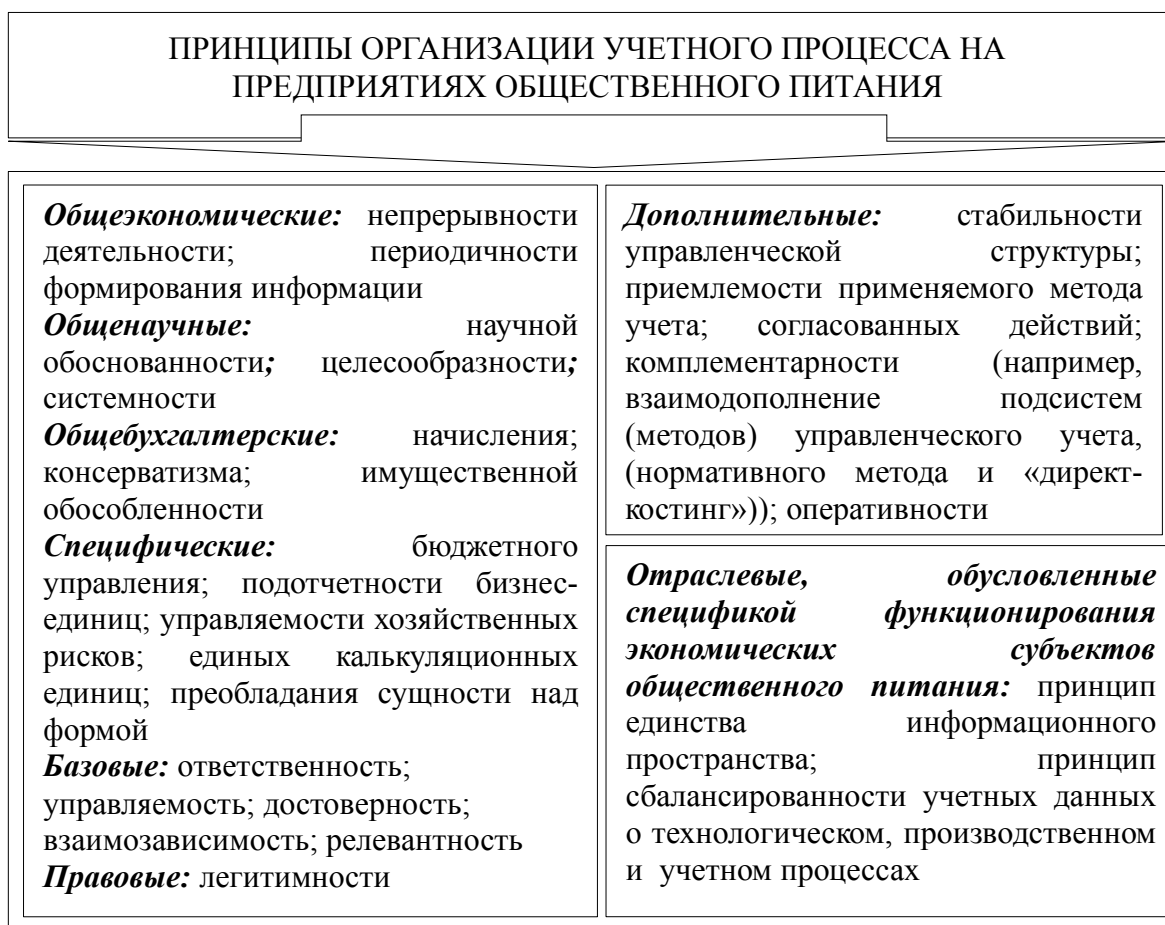 ПРИНЦИПЫ ОРГАНИЗАЦИИ УЧЕТНОГО ПРОЦЕССА НА
ПРЕДПРИЯТИЯХ ОБЩЕСТВЕННОГО ПИТАНИЯ
Общеэкономические: непрерывности
деятельности; периодичности
формирования информации
Общенаучные: научной
обоснованности; целесообразности;
системности
Общебухгалтерские: начисления;
консерватизма; имущественной
обособленности
Специфические: бюджетного
управления; подотчетности бизнес-
единиц; управляемости хозяйственных
рисков; единых калькуляционных
единиц; преобладания сущности над
формой
Базовые: ответственность;
управляемость; достоверность;
взаимозависимость; релевантность
Правовые: легитимности
Дополнительные: стабильности
управленческой структуры;
приемлемости применяемого метода
учета; согласованных действий;
комплементарности (например,
взаимодополнение подсистем
(методов) управленческого учета,
(нормативного метода и «директ-
костинг»)); оперативности
Отраслевые, обусловленные
спецификой функционирования
экономических субъектов
общественного питания: принцип
единства информационного
пространства; принцип
сбалансированности учетных данных
о технологическом, производственном
и учетном процессах